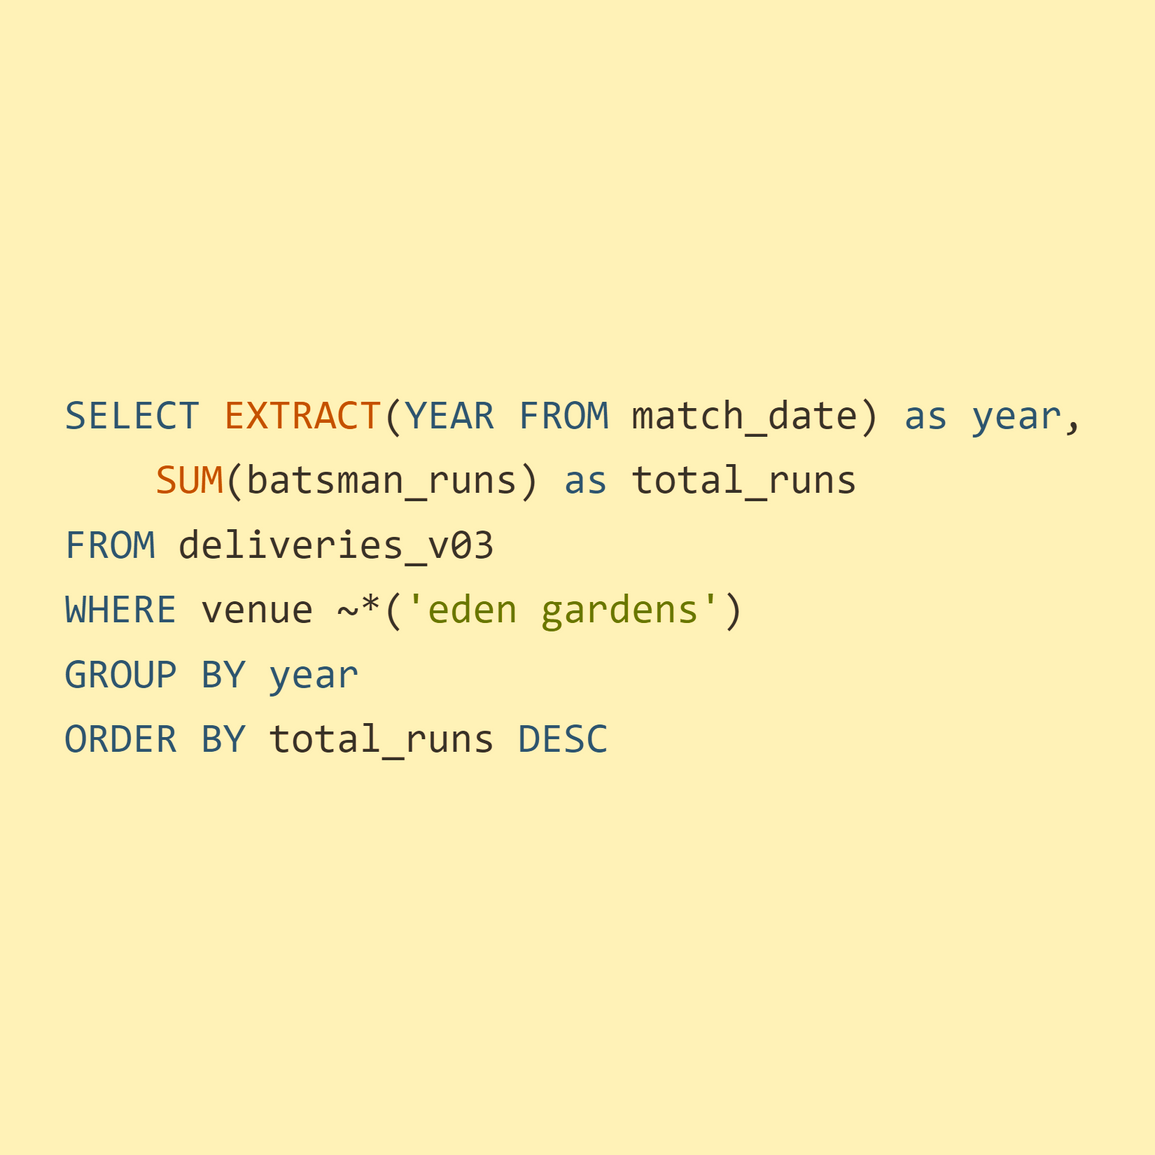 SELECT EXTRACT(YEAR FROM match_date) as year,
    SUM(batsman_runs) as total_runs
FROM deliveries_v03
WHERE venue ~*('eden gardens')
GROUP BY year
ORDER BY total_runs DESC